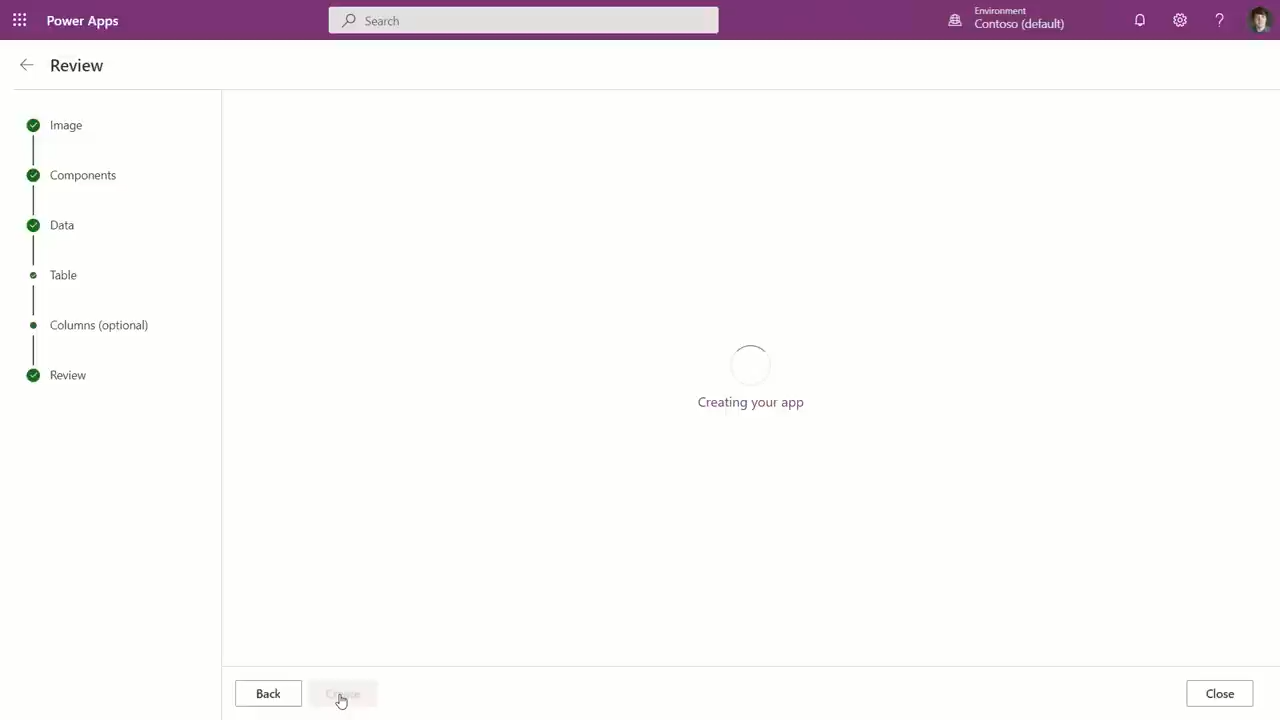 Power Apps
Search
Environment
Contoso (default)
?
Review
Image
Components
Data
Table
Columns (optional)
Review
Creating your app
Back
Create
Close